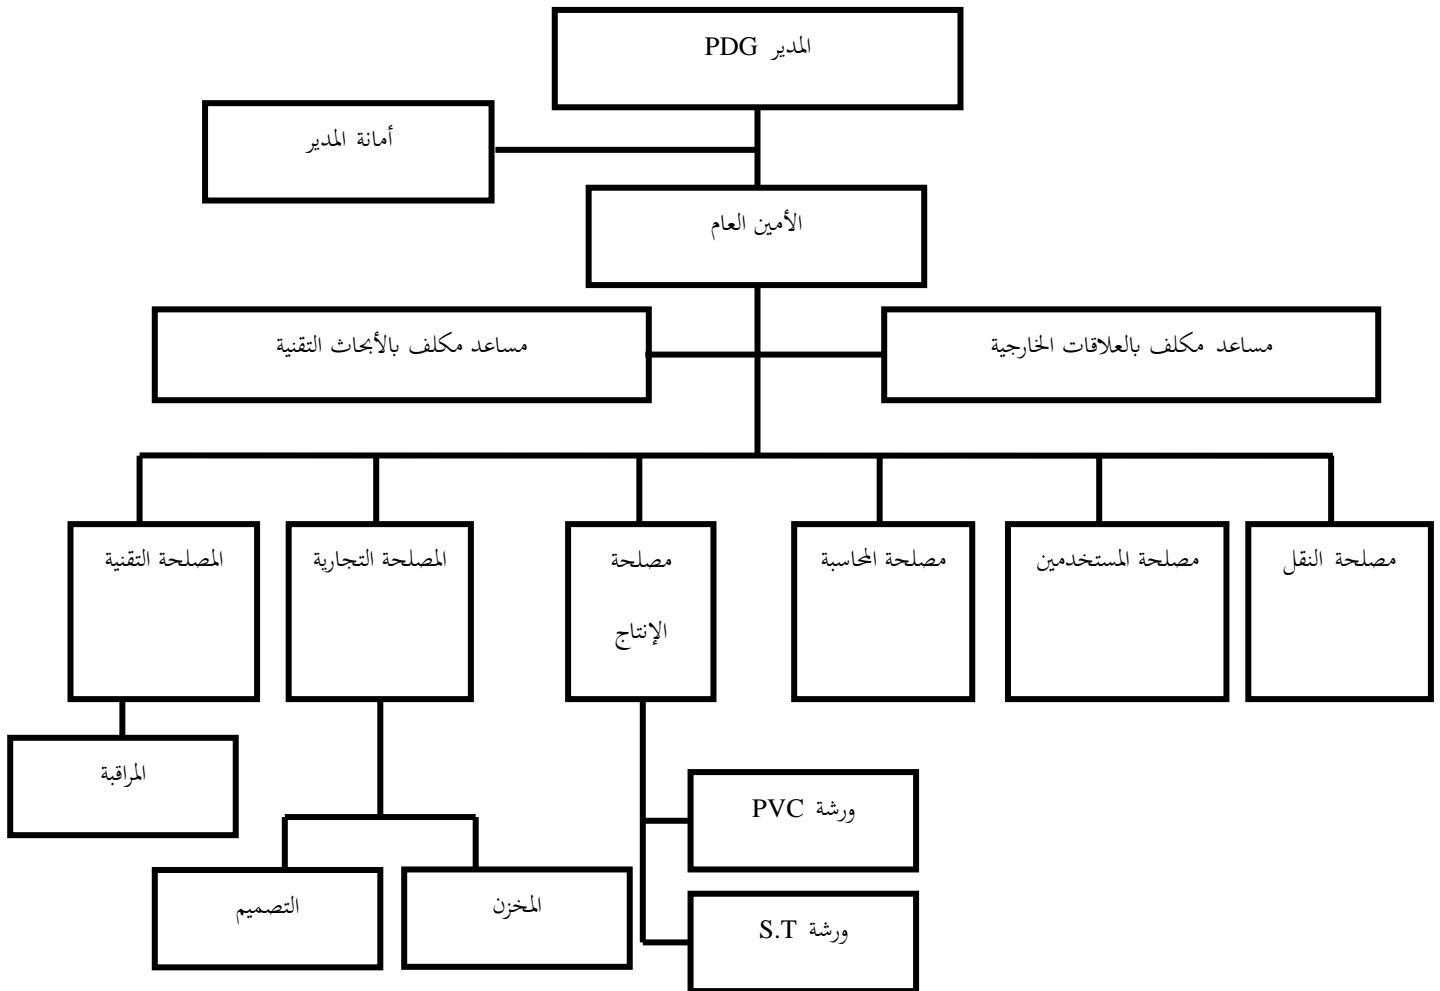 المدير PDG
أمانة المدير
الأمين العام
مساعد مكلف بالعلاقات الخارجية
مساعد مكلف بالأبحاث التقنية
مصلحة النقل
مصلحة المستخدمين
مصلحة المحاسبة
مصلحة
الإنتاج
المصلحة التجارية
المصلحة التقنية
المراقبة
ورشة PVC
المخزن
التصميم
ورشة S.T